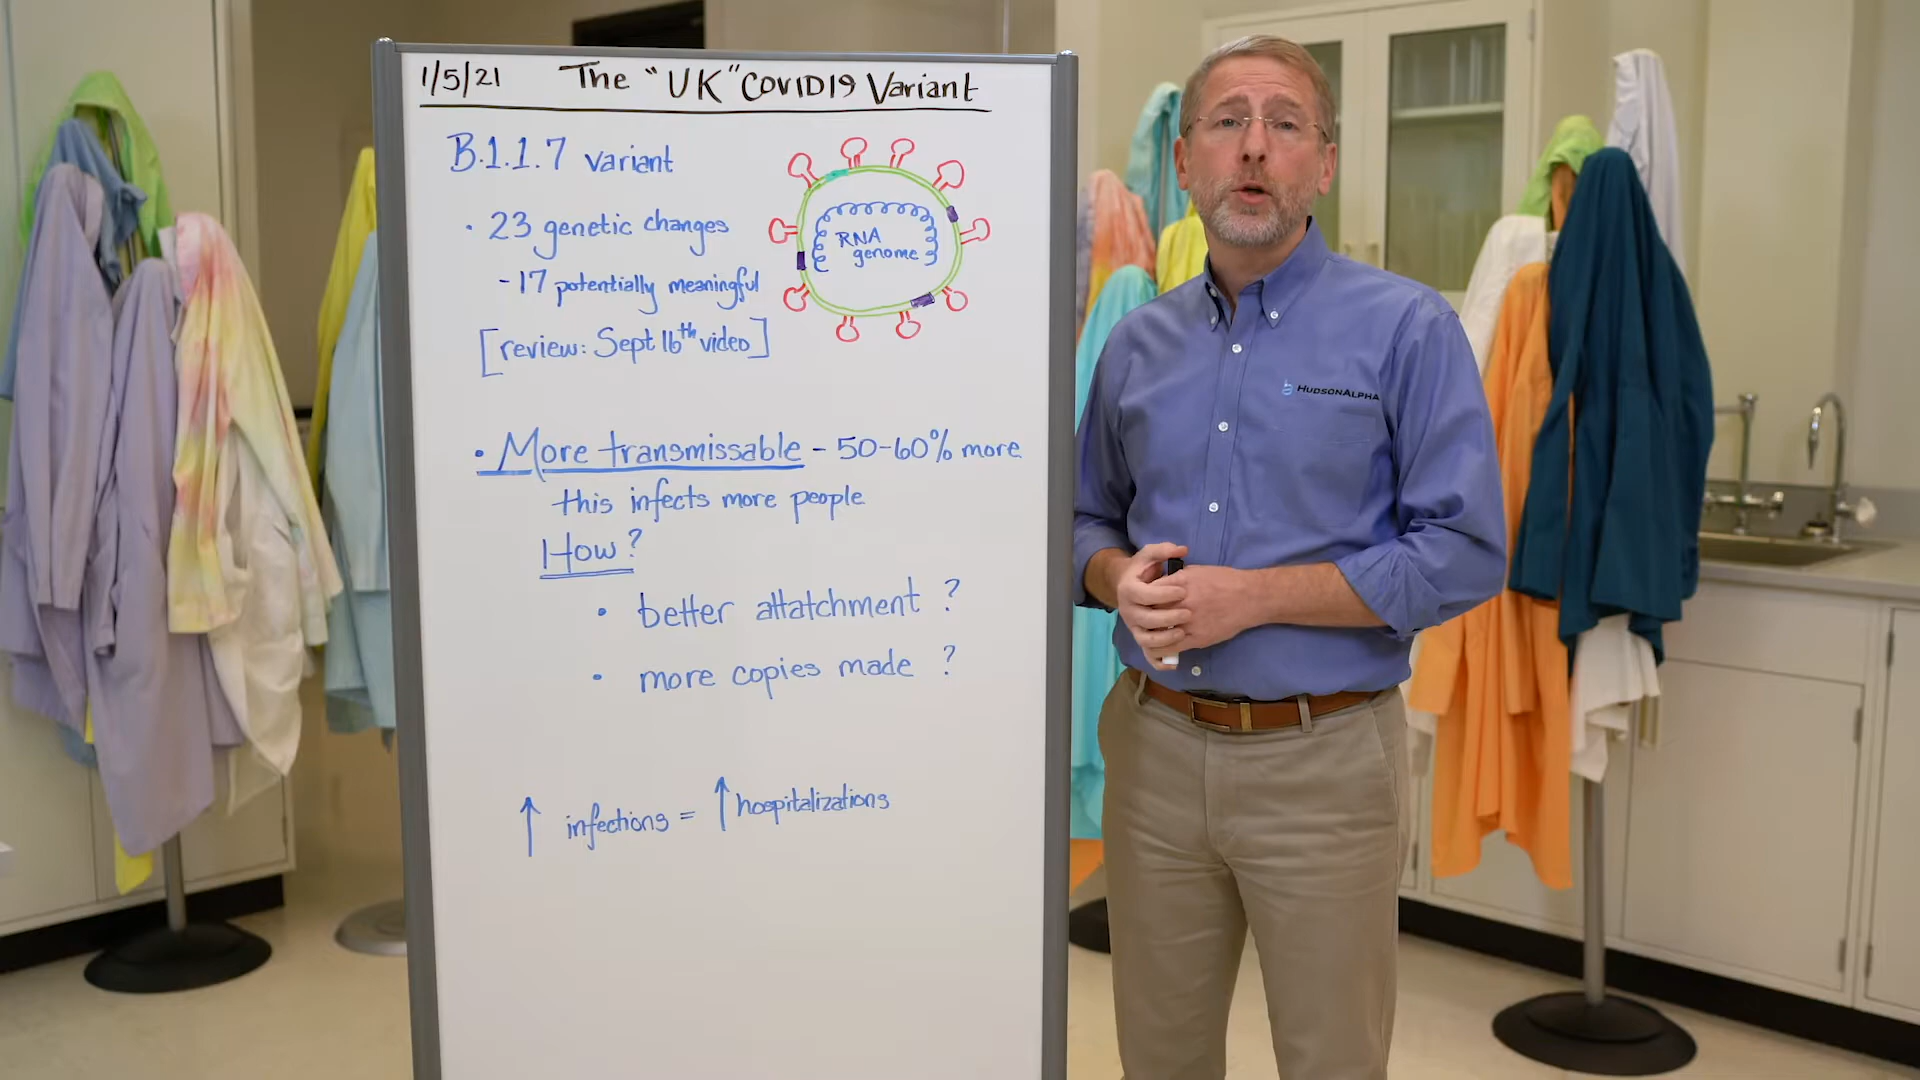 1/5/21 The "UK" COVID19 Variant
B.1.1.7 variant
• 23 genetic changes
- 17 potentially meaningful
[review: Sept 16th video]
RNA
genome
• More transmissable - 50-60% more
this infects more people
How?
• better attatchment ?
• more copies made ?
↑ infections = ↑ hospitalizations
HUDSONALPHA